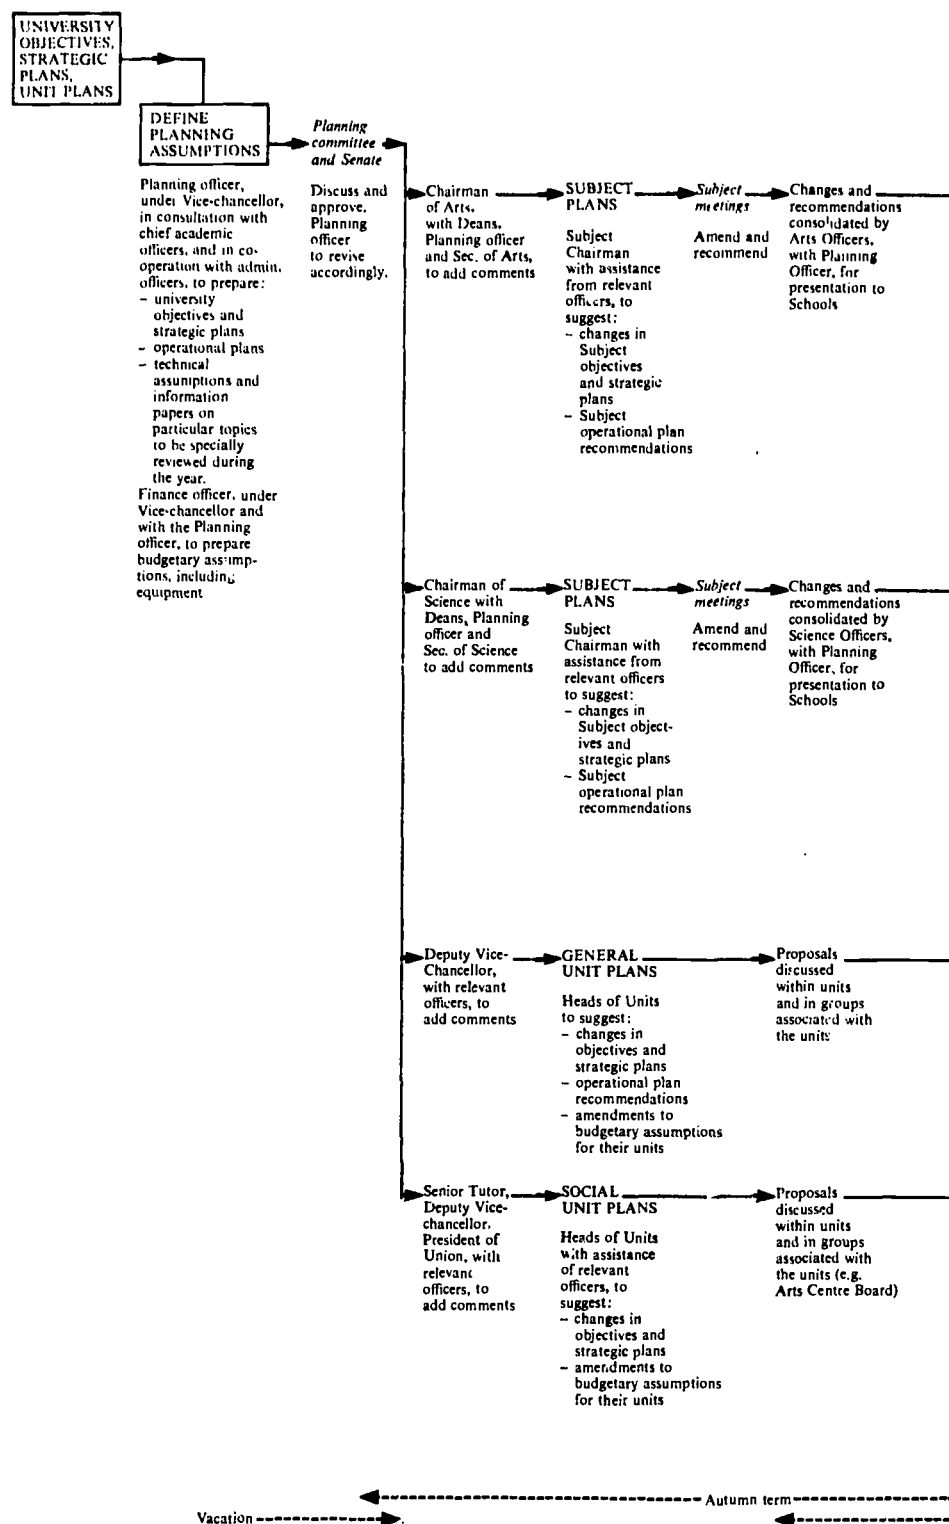 UNIVERSITY
OBJECTIVES,
STRATEGIC
PLANS,
UNIT PLANS
DEFINE
PLANNING
ASSUMPTIONS
Planning officer,
under Vice-chancellor,
in consultation with
chief academic
officers, and in co-
operation with admin.
officers, to prepare:
– university
objectives and
strategic plans
– operational plans
– technical
assumptions and
information
papers on
particular topics
to be specially
reviewed during
the year.
Finance officer, under
Vice-chancellor and
with the Planning
officer, to prepare
budgetary assump-
tions, including
equipment
Planning
committee
and Senate
Discuss and
approve.
Planning
officer
to revise
accordingly.
Chairman
of Arts,
with Deans,
Planning officer
and Sec. of Arts,
to add comments
SUBJECT
PLANS
Subject
Chairman
with assistance
from relevant
officers, to
suggest:
– changes in
Subject
objectives
and strategic
plans
– Subject
operational plan
recommendations
Subject
meetings
Amend and
recommend
Changes and
recommendations
consolidated by
Arts Officers,
with Planning
Officer, for
presentation to
Schools
Chairman of
Science with
Deans, Planning
officer and
Sec. of Science
to add comments
SUBJECT
PLANS
Subject
Chairman with
assistance from
relevant officers
to suggest:
– changes in
Subject object-
ives and
strategic plans
– Subject
operational plan
recommendations
Subject
meetings
Amend and
recommend
Changes and
recommendations
consolidated by
Science Officers,
with Planning
Officer, for
presentation to
Schools
Deputy Vice-
Chancellor,
with relevant
officers, to
add comments
GENERAL
UNIT PLANS
Heads of Units
to suggest:
– changes in
objectives and
strategic plans
– operational plan
recommendations
– amendments to
budgetary assumptions
for their units
Proposals
discussed
within units
and in groups
associated with
the units
Senior Tutor,
Deputy Vice-
chancellor,
President of
Union, with
relevant
officers, to
add comments
SOCIAL
UNIT PLANS
Heads of Units
with assistance
of relevant
officers, to
suggest:
– changes in
objectives and
strategic plans
– amendments to
budgetary assumptions
for their units
Proposals
discussed
within units
and in groups
associated with
the units (e.g.
Arts Centre Board)
Autumn term
Vacation